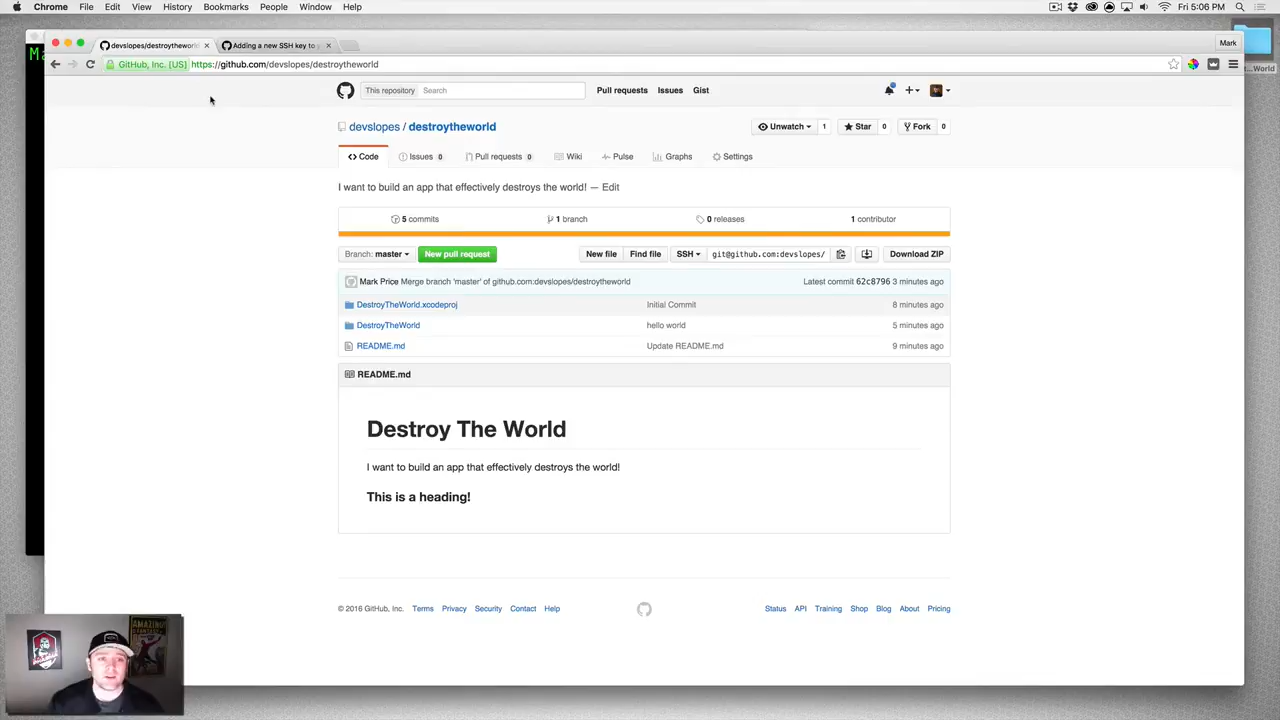 Chrome File Edit View History Bookmarks People Window Help Fri 5:06 PM
devslopes/destroytheworld Adding a new SSH key to Mark
GitHub, Inc. [US] https://github.com/devslopes/destroytheworld
This repository Search Pull requests Issues Gist
devslopes / destroytheworld Unwatch 1 Star 0 Fork 0
Code Issues 0 Pull requests 0 Wiki Pulse Graphs Settings
I want to build an app that effectively destroys the world! — Edit
5 commits 1 branch 0 releases 1 contributor
Branch: master New pull request New file Find file SSH git@github.com:devslopes/ Download ZIP
Mark Price Merge branch 'master' of github.com:devslopes/destroytheworld Latest commit 62c8796 3 minutes ago
DestroyTheWorld.xcodeproj Initial Commit 8 minutes ago
DestroyTheWorld hello world 5 minutes ago
README.md Update README.md 9 minutes ago
README.md
Destroy The World
I want to build an app that effectively destroys the world!
This is a heading!
© 2016 GitHub, Inc. Terms Privacy Security Contact Help Status API Training Shop Blog About Pricing
AMAZING